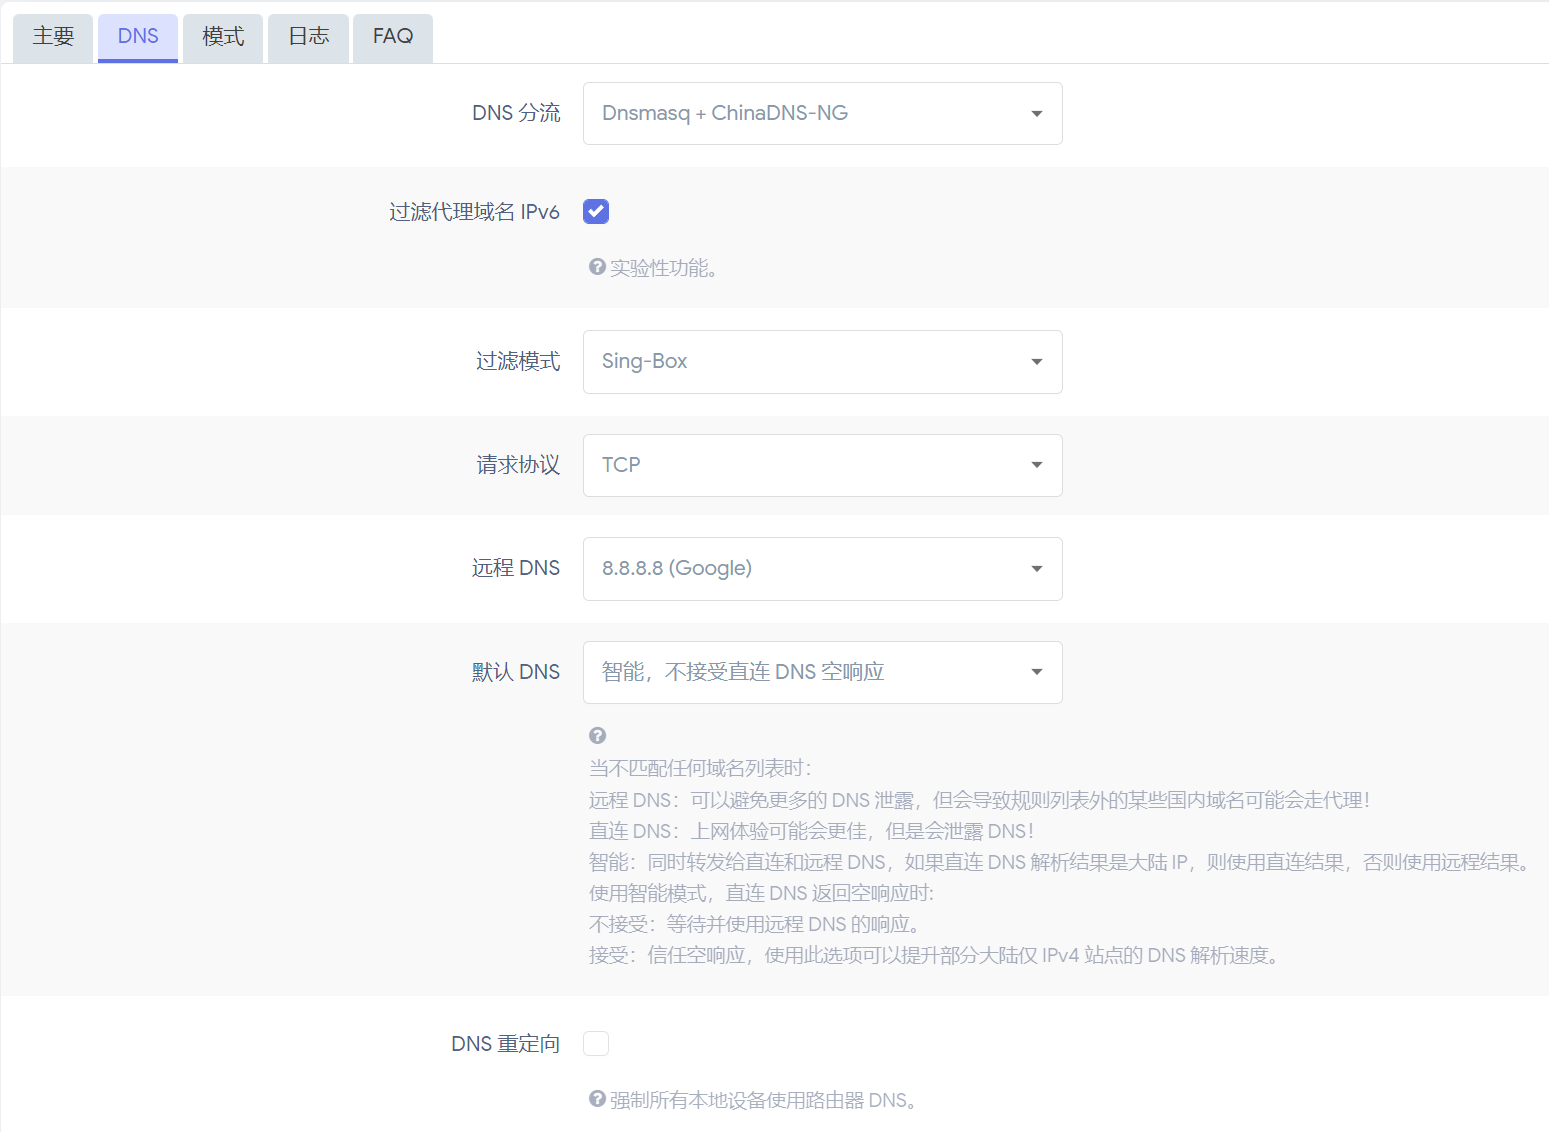 主要 DNS 模式 日志 FAQ
DNS 分流 Dnsmasq + ChinaDNS-NG
过滤代理域名 IPv6
实验性功能。
过滤模式 Sing-Box
请求协议 TCP
远程 DNS 8.8.8.8 (Google)
默认 DNS 智能，不接受直连 DNS 空响应
当不匹配任何域名列表时：
远程 DNS：可以避免更多的 DNS 泄露，但会导致规则列表外的某些国内域名可能会走代理！
直连 DNS：上网体验可能会更佳，但是会泄露 DNS！
智能：同时转发给直连和远程 DNS，如果直连 DNS 解析结果是大陆 IP，则使用直连结果，否则使用远程结果。
使用智能模式，直连 DNS 返回空响应时:
不接受：等待并使用远程 DNS 的响应。
接受：信任空响应，使用此选项可以提升部分大陆仅 IPv4 站点的 DNS 解析速度。
DNS 重定向
强制所有本地设备使用路由器 DNS。